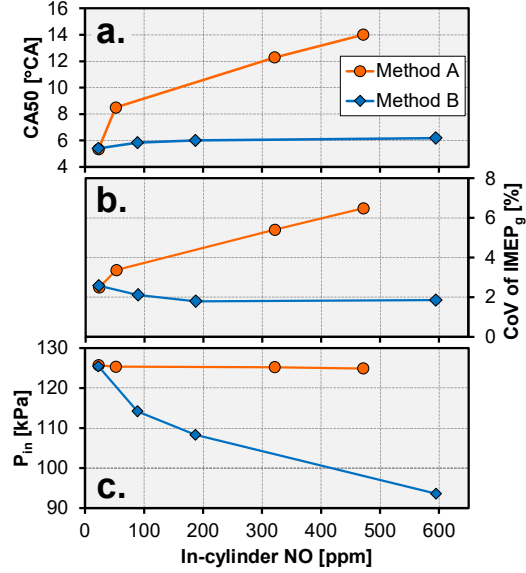 16
14
12
10
8
6
4
CA50 [°CA]
a.
Method A
Method B
b.
8
6
4
2
0
CoV of IMEPg [%]
130
120
110
100
90
Pin [kPa]
c.
0 100 200 300 400 500 600
In-cylinder NO [ppm]